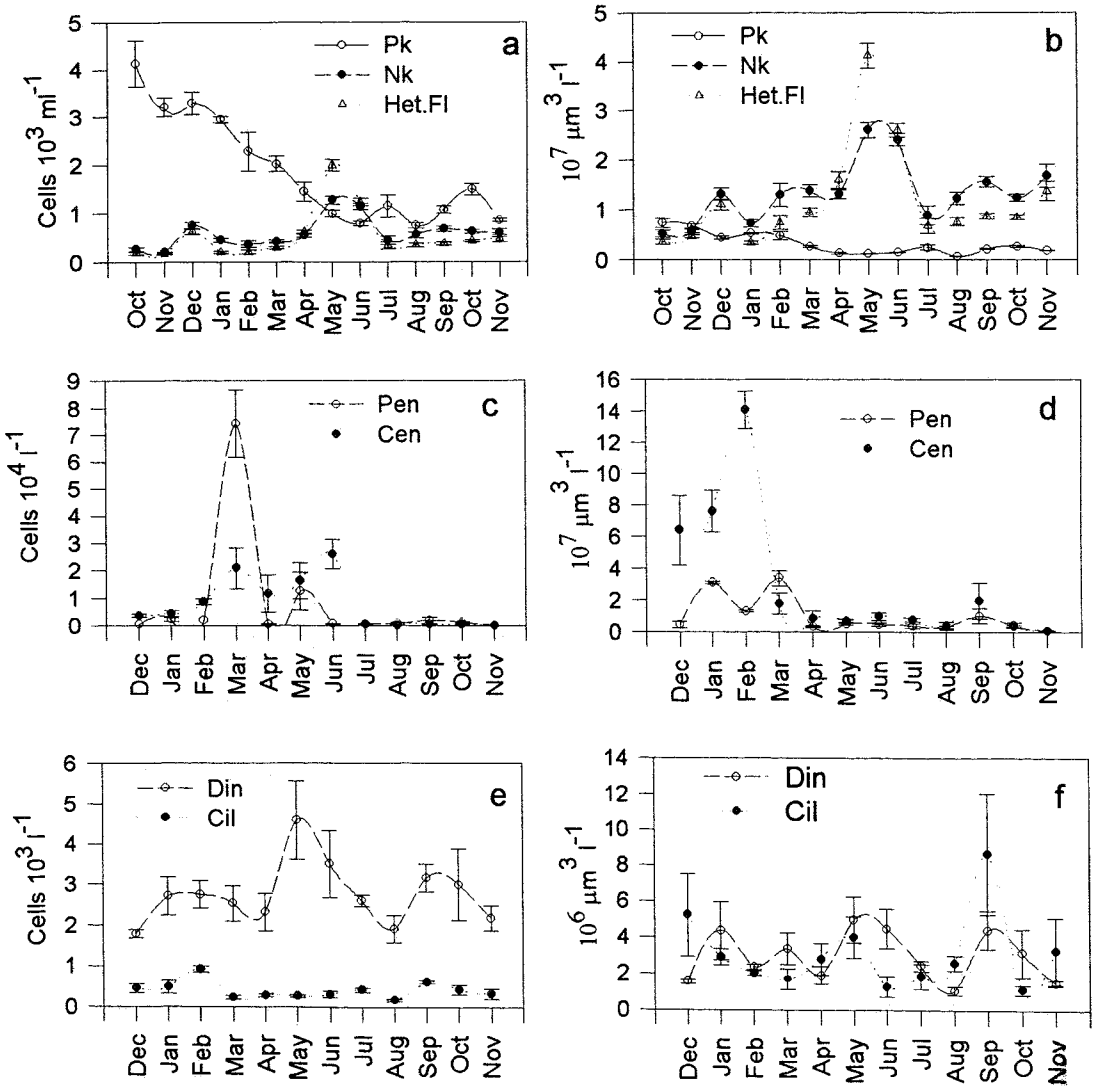 a
Pk
Nk
Het.Fl
Cells 10³ ml⁻¹
5
4
3
2
1
0
Oct Nov Dec Jan Feb Mar Apr May Jun Jul Aug Sep Oct Nov
b
Pk
Nk
Het.Fl
10⁷ µm³ l⁻¹
5
4
3
2
1
0
Oct Nov Dec Jan Feb Mar Apr May Jun Jul Aug Sep Oct Nov
c
Pen
Cen
Cells 10⁴ l⁻¹
9
8
7
6
5
4
3
2
1
0
Dec Jan Feb Mar Apr May Jun Jul Aug Sep Oct Nov
d
Pen
Cen
10⁷ µm³ l⁻¹
16
14
12
10
8
6
4
2
0
Dec Jan Feb Mar Apr May Jun Jul Aug Sep Oct Nov
e
Din
Cil
Cells 10³ l⁻¹
6
5
4
3
2
1
0
Dec Jan Feb Mar Apr May Jun Jul Aug Sep Oct Nov
f
Din
Cil
10⁶ µm³ l⁻¹
14
12
10
8
6
4
2
0
Dec Jan Feb Mar Apr May Jun Jul Aug Sep Oct Nov